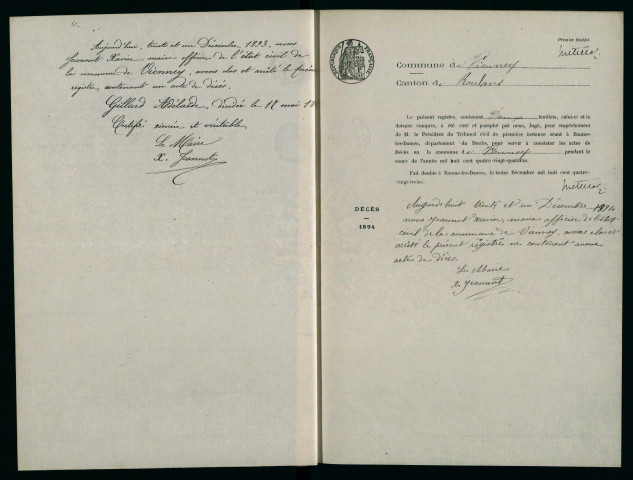 Aujourd'hui, trente et un Décembre 1893, nous
Jeannot Xavier maire officier de l'état civil de
la commune de Vennans, avons clos et arrêté le présent
registre contenant un acte de décès.
Gillard Adélaïde, décédée le 18 mai 18
Certifié sincère et véritable,
Le Maire
X. Jeannot
Premier feuillet
Commune de
Canton de Roulans
Le présent registre, contenant feuillets, celui-ci et le
dernier compris, a été coté et paraphé par nous, Juge, pour empêchement
de M. le Président du Tribunal civil de première instance séant à Baume-
les-Dames, département du Doubs, pour servir à constater les actes de
Décès en la commune de pendant le
cours de l'année mil huit cent quatre-vingt-quatorze.
Fait double à Baume-les-Dames, le treize Décembre mil huit cent quatre-
vingt-treize.
DÉCÈS
1894
Aujourd'huit trente et un Décembre 1894
nous Jeannot Xavier, maire officier de l'état
civil de la commune de avons clos et
arrêté le présent registre ne contenant aucun
acte de décès.
Le Maire
X. Jeannot
RÉPUBLIQUE FRANÇAISE